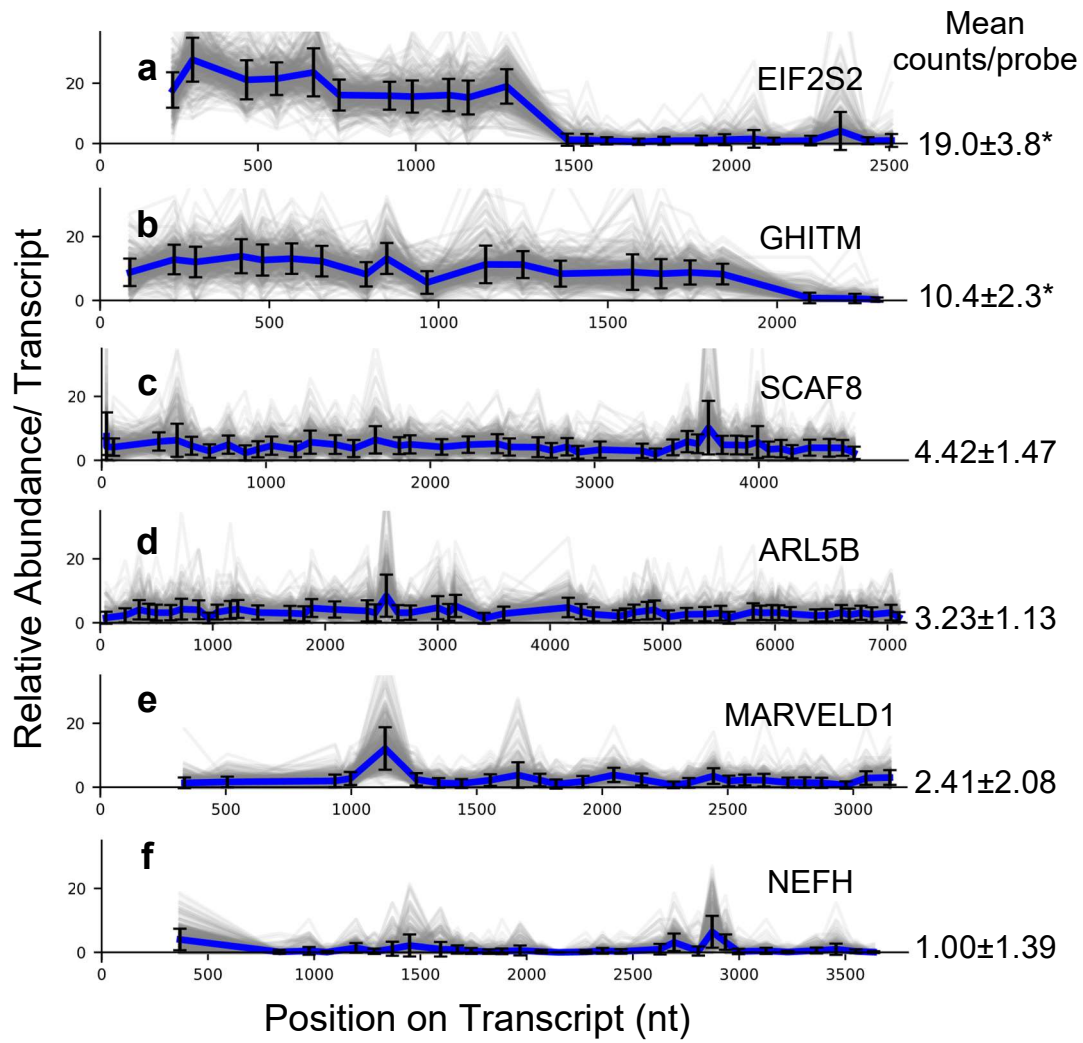 Mean
counts/probe
Relative Abundance/ Transcript
a
EIF2S2
20
0
19.0±3.8*
0 500 1000 1500 2000 2500
b
GHITM
20
0
10.4±2.3*
0 500 1000 1500 2000
c
SCAF8
20
0
4.42±1.47
0 1000 2000 3000 4000
d
ARL5B
20
0
3.23±1.13
0 1000 2000 3000 4000 5000 6000 7000
e
MARVELD1
20
0
2.41±2.08
0 500 1000 1500 2000 2500 3000
f
NEFH
20
0
1.00±1.39
0 500 1000 1500 2000 2500 3000 3500
Position on Transcript (nt)